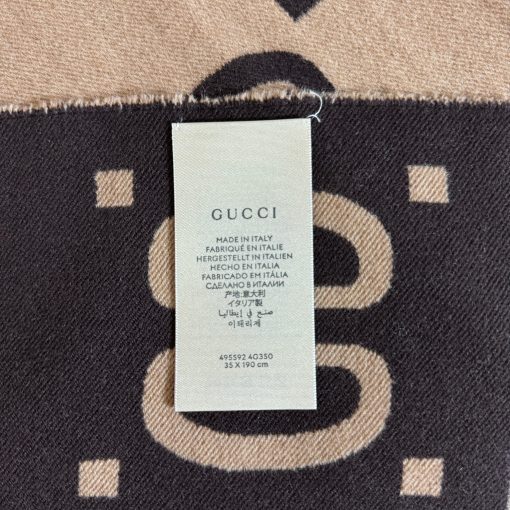 GUCCI
MADE IN ITALY
FABRIQUÉ EN ITALIE
HERGESTELLT IN ITALIEN
HECHO EN ITALIA
FABRICADO EM ITÁLIA
СДЕЛАНО В ИТАЛИИ
产地:意大利
イタリア製
صنع في إيطاليا
이태리제
495592 4G350
35 X 190 cm